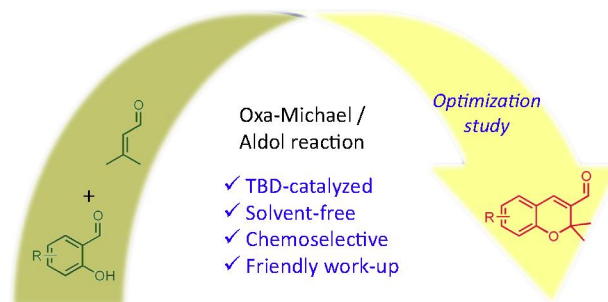 O
+
O
R
OH
Oxa-Michael /
Aldol reaction
✓ TBD-catalyzed
✓ Solvent-free
✓ Chemoselective
✓ Friendly work-up
Optimization
study
O
R
O